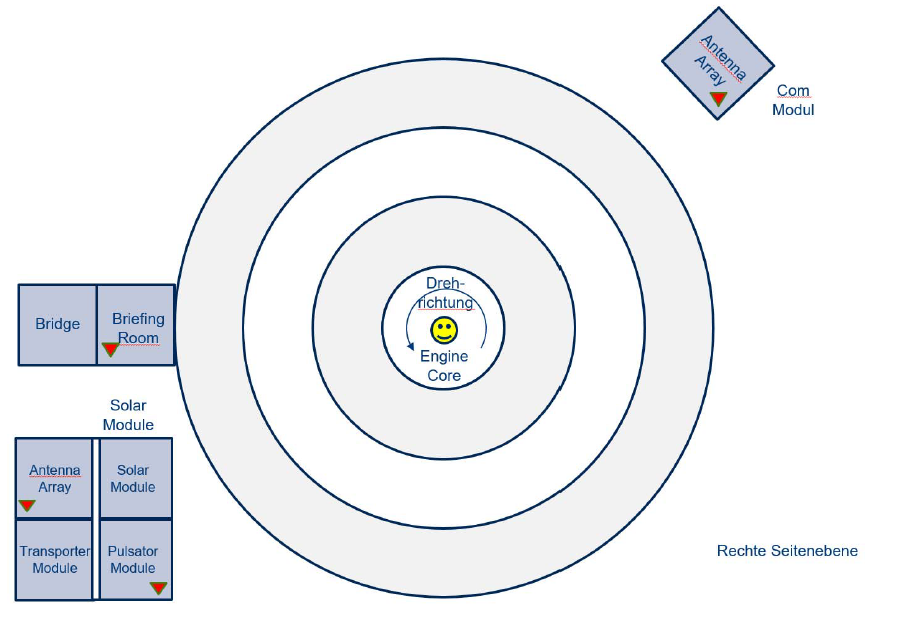 Antenna
Array
Com
Modul
Dreh-
richtung
Engine
Core
Bridge
Briefing
Room
Solar
Module
Antenna
Array
Solar
Module
Transporter
Module
Pulsator
Module
Rechte Seitenebene